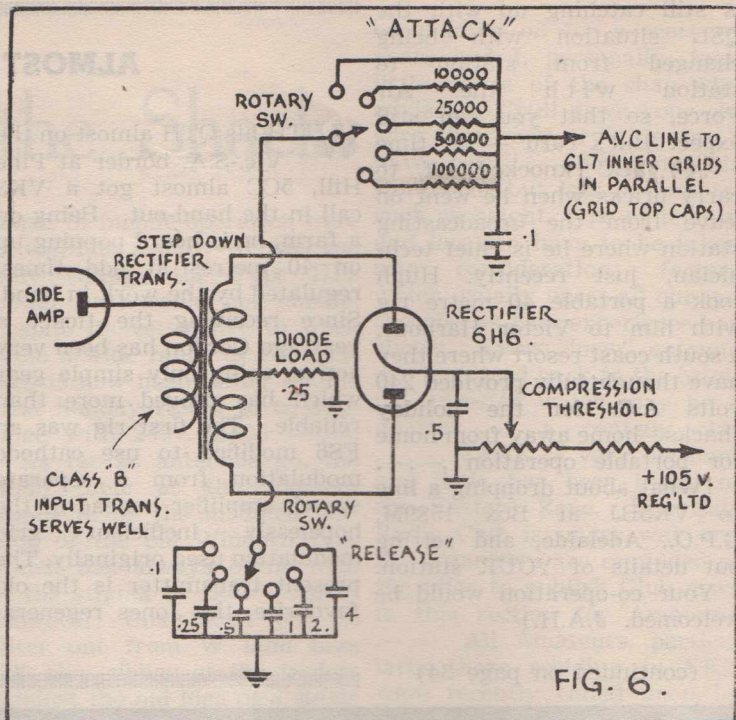 "ATTACK"
10000
ROTARY
SW.
25000
50000
100000
A.V.C LINE TO
6L7 INNER GRIDS
IN PARALLEL
(GRID TOP CAPS)
.1
STEP DOWN
RECTIFIER
TRANS.
SIDE
AMP.
DIODE
LOAD
.25
RECTIFIER
6H6.
.5
COMPRESSION
THRESHOLD
+ 105 v.
REG'LTD
CLASS "B"
INPUT TRANS.
SERVES WELL
ROTARY
SW.
"RELEASE"
.1
.25
.5
1
2.
4
FIG. 6.